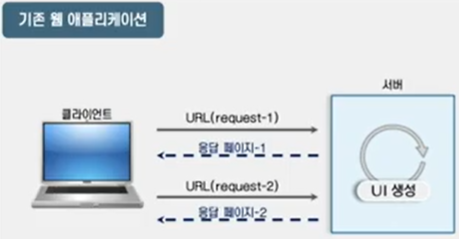 기존 웹 애플리케이션
서버
클라이언트
URL(request-1)
응답 페이지-1
UI 생성
URL(request-2)
응답 페이지-2